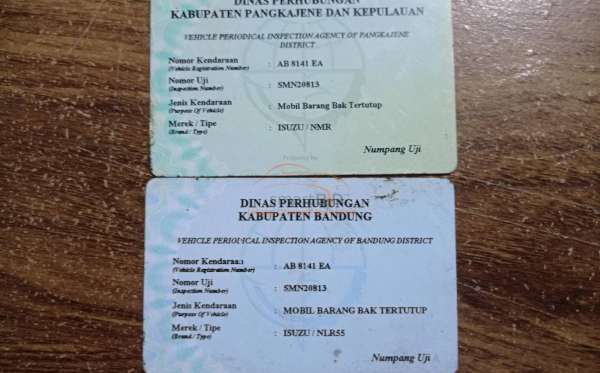 DINAS PERHUBUNGAN
KABUPATEN PANGKAJENE DAN KEPULAUAN
VEHICLE PERIODICAL INSPECTION AGENCY OF PANGKAJENE
DISTRICT
Nomor Kendaraan : AB 8141 EA
(Vehicle Registration Number)
Nomor Uji : SMN20813
(Inspection Number)
Jenis Kendaraan : Mobil Barang Bak Tertutup
(Purpose Of Vehicle)
Merek / Tipe : ISUZU / NMR
(Brand / Type)
Numpang Uji
DINAS PERHUBUNGAN
KABUPATEN BANDUNG
VEHICLE PERIODICAL INSPECTION AGENCY OF BANDUNG DISTRICT
Nomor Kendaraan : AB 8141 EA
(Vehicle Registration Number)
Nomor Uji : SMN20813
(Inspection Number)
Jenis Kendaraan : MOBIL BARANG BAK TERTUTUP
(Purpose Of Vehicle)
Merek / Tipe : ISUZU / NLR55
(Brand / Type)
Numpang Uji